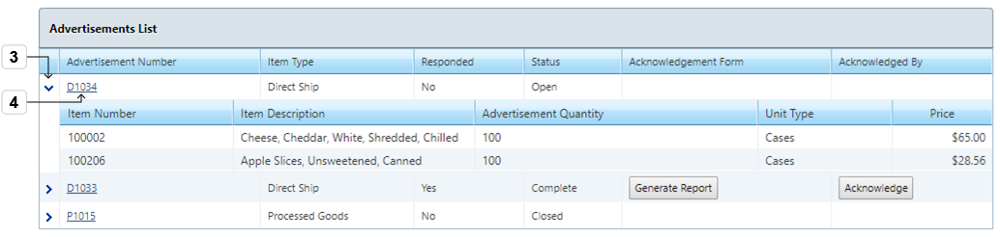 Advertisements List
3
Advertisement Number Item Type Responded Status Acknowledgement Form Acknowledged By
D1034 Direct Ship No Open
4
Item Number Item Description Advertisement Quantity Unit Type Price
100002 Cheese, Cheddar, White, Shredded, Chilled 100 Cases $65.00
100206 Apple Slices, Unsweetened, Canned 100 Cases $28.56
D1033 Direct Ship Yes Complete Generate Report Acknowledge
P1015 Processed Goods No Closed